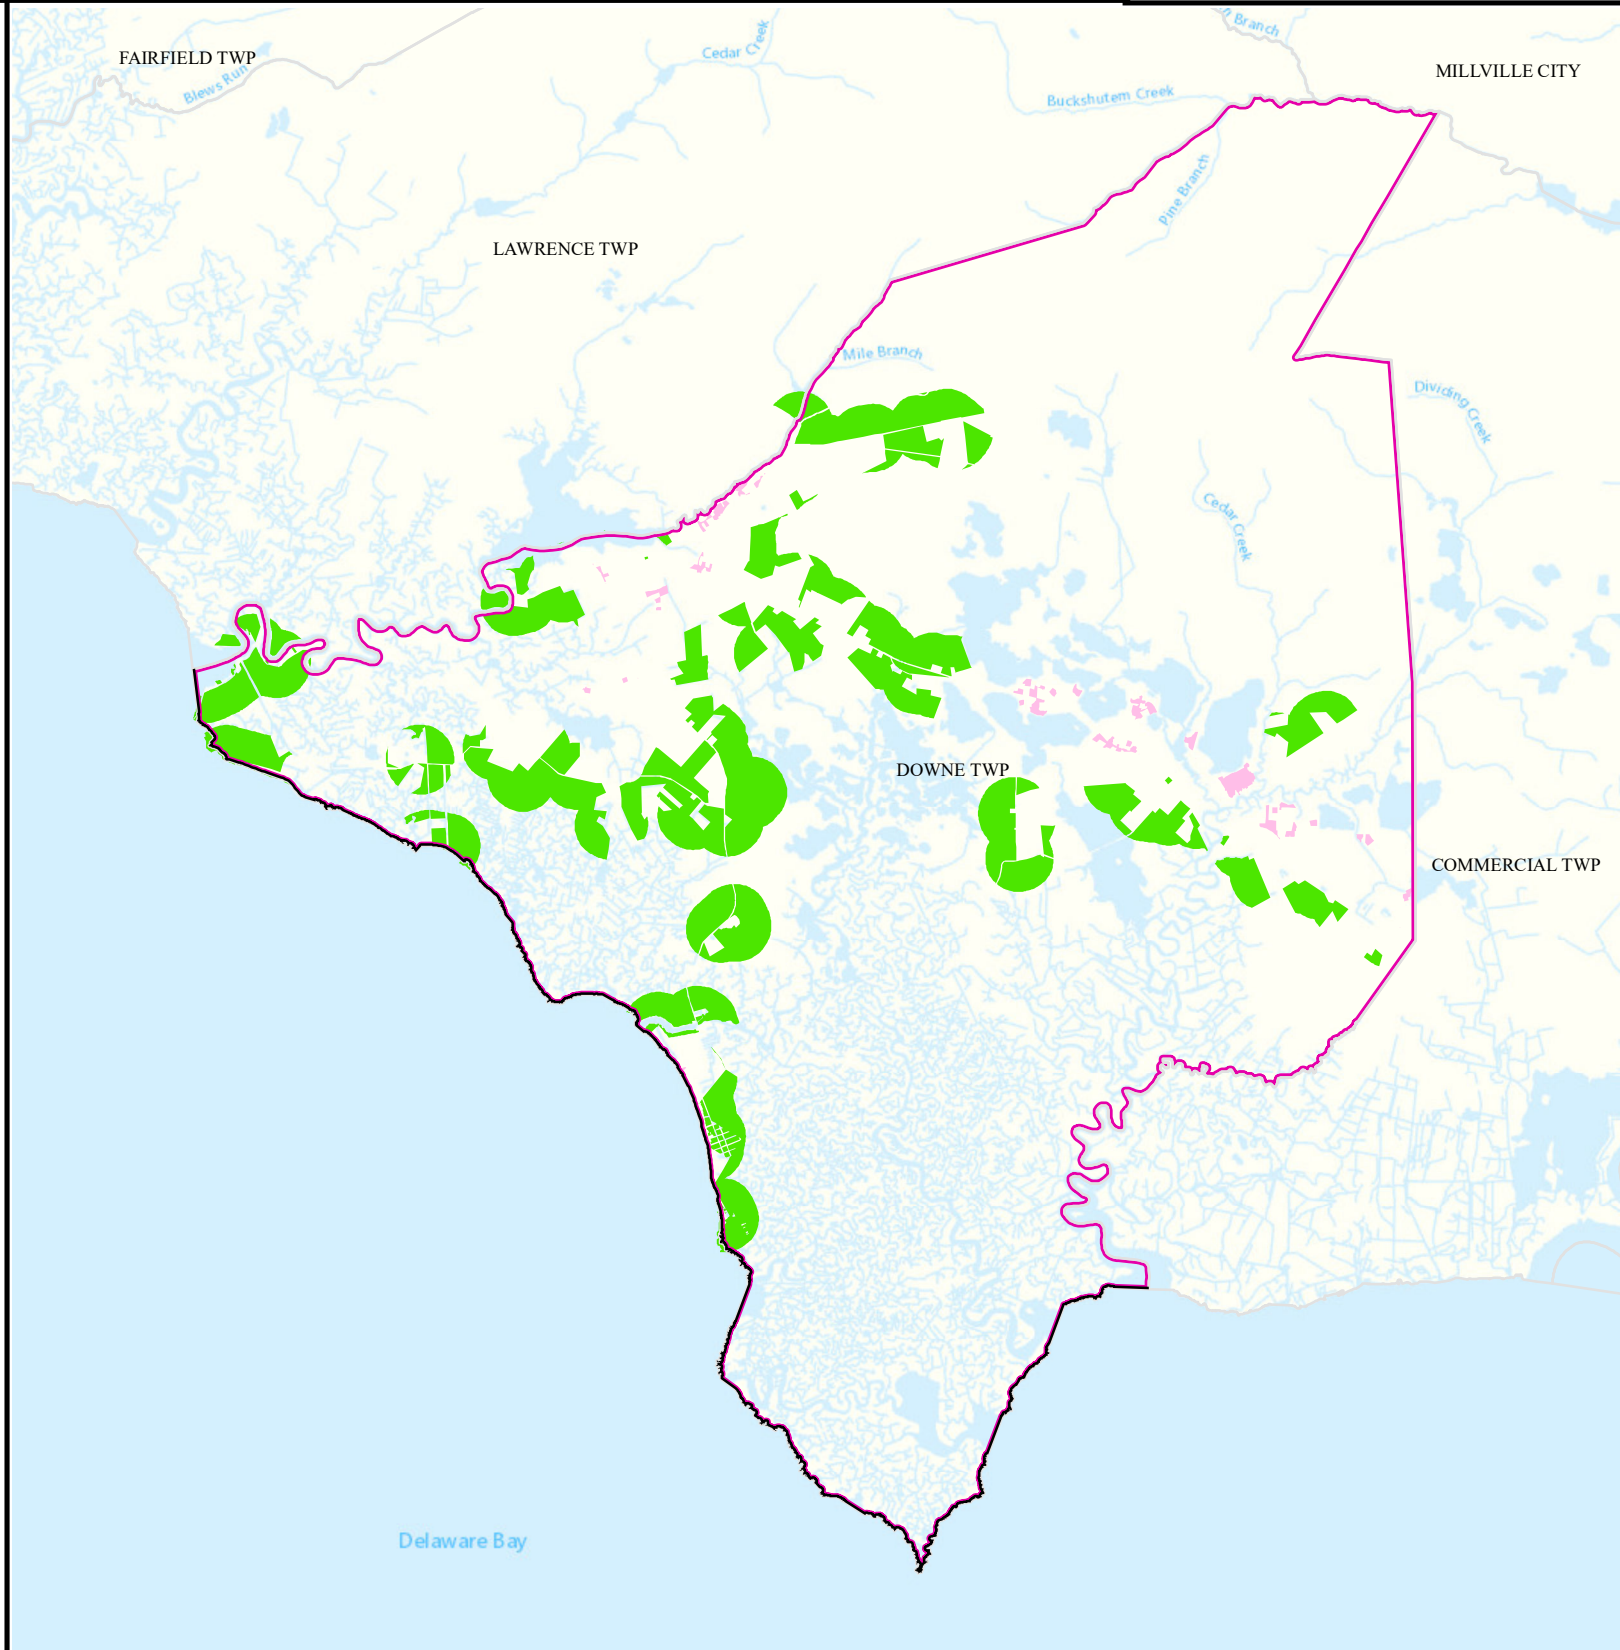 Branch
Cedar Creek
FAIRFIELD TWP
MILLVILLE CITY
Blews Run
Buckshutem Creek
Pine Branch
LAWRENCE TWP
Mile Branch
Dividing Creek
Cedar Creek
DOWNE TWP
COMMERCIAL TWP
Delaware Bay